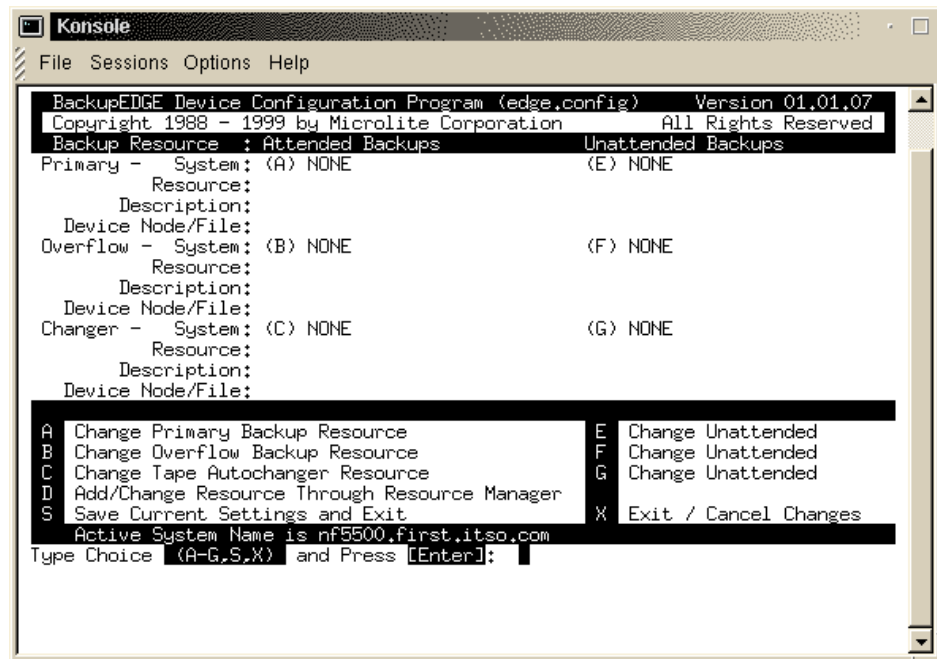 Konsole
File Sessions Options Help
BackupEDGE Device Configuration Program (edge.config) Version 01.01.07
Copyright 1988 - 1999 by Microlite Corporation All Rights Reserved
Backup Resource : Attended Backups Unattended Backups
Primary - System: (A) NONE (E) NONE
Resource:
Description:
Device Node/File:
Overflow - System: (B) NONE (F) NONE
Resource:
Description:
Device Node/File:
Changer - System: (C) NONE (G) NONE
Resource:
Description:
Device Node/File:
A Change Primary Backup Resource E Change Unattended
B Change Overflow Backup Resource F Change Unattended
C Change Tape Autochanger Resource G Change Unattended
D Add/Change Resource Through Resource Manager
S Save Current Settings and Exit X Exit / Cancel Changes
Active System Name is nf5500.first.itso.com
Type Choice (A-G,S,X) and Press [Enter]: